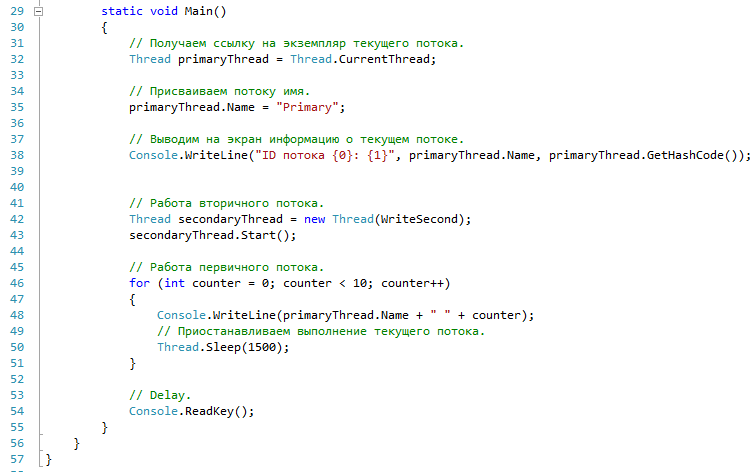 29 static void Main()
30 {
31 // Получаем ссылку на экземпляр текущего потока.
32 Thread primaryThread = Thread.CurrentThread;
33
34 // Присваиваем потоку имя.
35 primaryThread.Name = "Primary";
36
37 // Выводим на экран информацию о текущем потоке.
38 Console.WriteLine("ID потока {0}: {1}", primaryThread.Name, primaryThread.GetHashCode());
39
40
41 // Работа вторичного потока.
42 Thread secondaryThread = new Thread(WriteSecond);
43 secondaryThread.Start();
44
45 // Работа первичного потока.
46 for (int counter = 0; counter < 10; counter++)
47 {
48 Console.WriteLine(primaryThread.Name + " " + counter);
49 // Приостанавливаем выполнение текущего потока.
50 Thread.Sleep(1500);
51 }
52
53 // Delay.
54 Console.ReadKey();
55 }
56 }
57 }